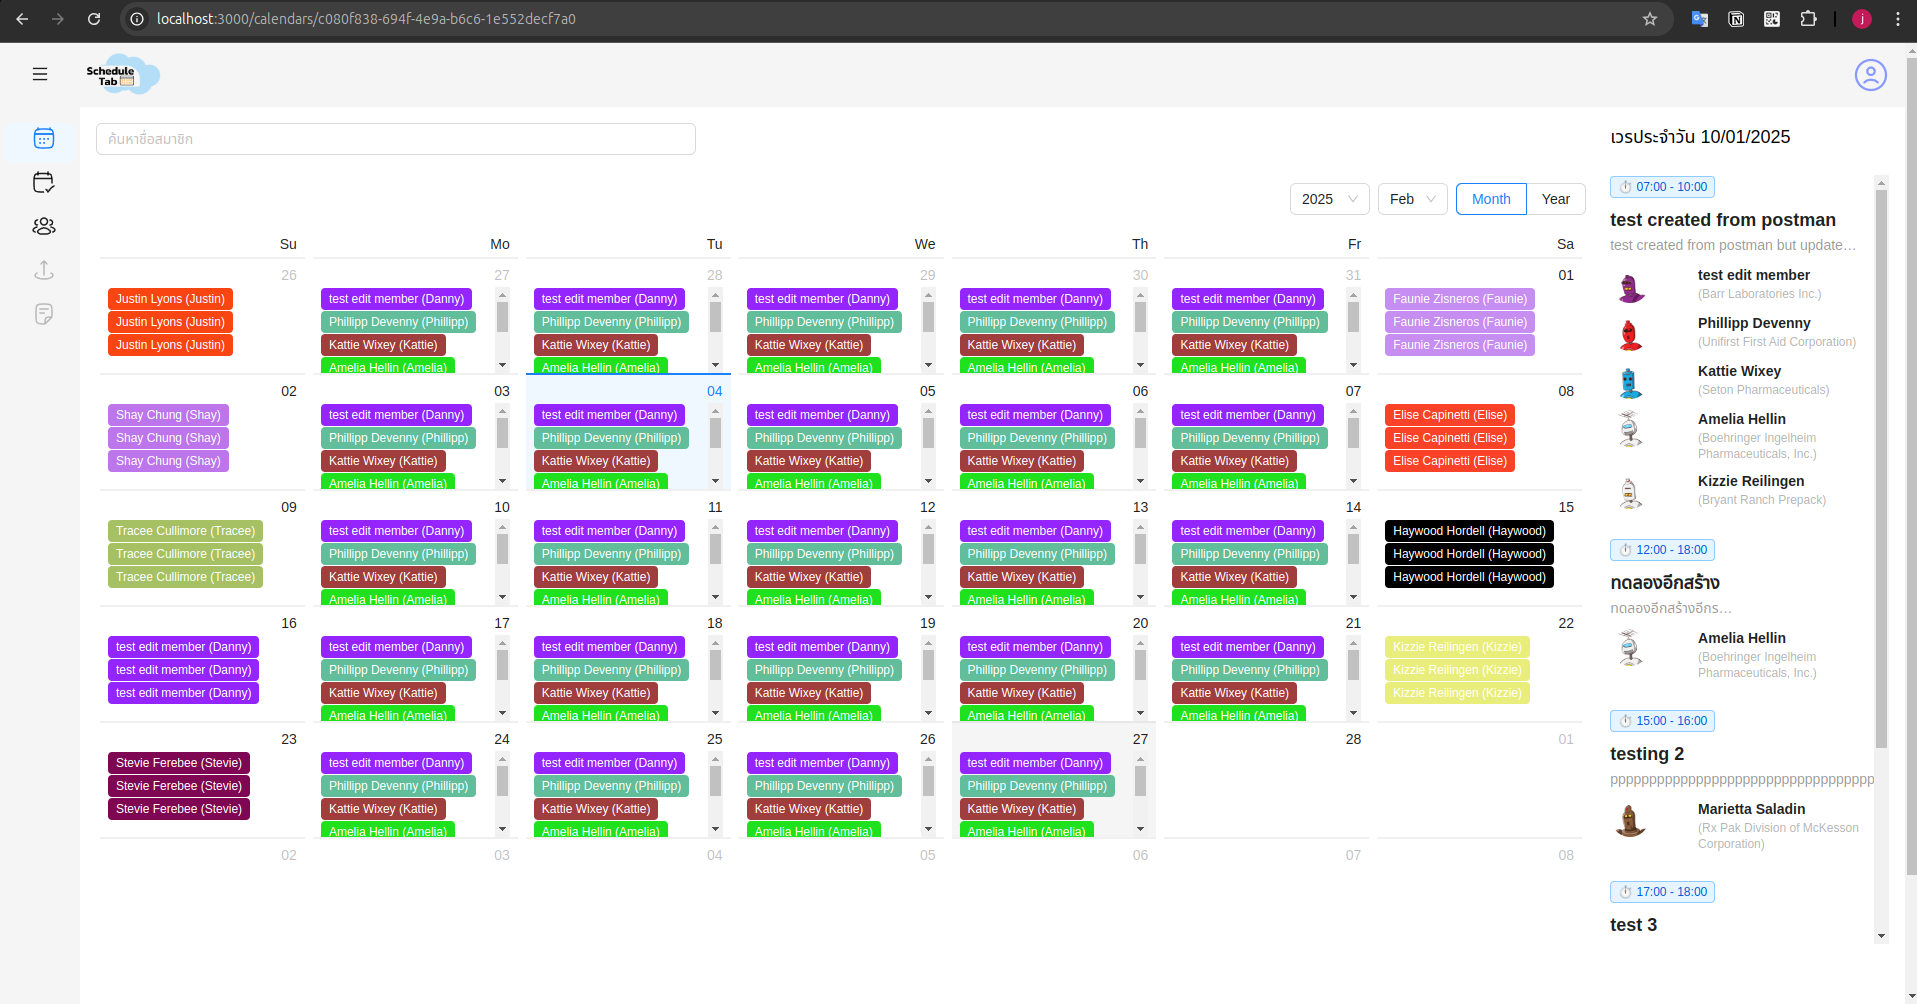 localhost:3000/calendars/c080f838-694f-4e9a-b6c6-1e552decf7a0
j
Schedule
Tab
ค้นหาชื่อสมาชิก
2025 Feb Month Year
Su Mo Tu We Th Fr Sa
26 27 28 29 30 31 01
Justin Lyons (Justin) test edit member (Danny) test edit member (Danny) test edit member (Danny) test edit member (Danny) test edit member (Danny) Faunie Zisneros (Faunie)
Justin Lyons (Justin) Phillipp Devenny (Phillipp) Phillipp Devenny (Phillipp) Phillipp Devenny (Phillipp) Phillipp Devenny (Phillipp) Phillipp Devenny (Phillipp) Faunie Zisneros (Faunie)
Justin Lyons (Justin) Kattie Wixey (Kattie) Kattie Wixey (Kattie) Kattie Wixey (Kattie) Kattie Wixey (Kattie) Kattie Wixey (Kattie) Faunie Zisneros (Faunie)
Amelia Hellin (Amelia) Amelia Hellin (Amelia) Amelia Hellin (Amelia) Amelia Hellin (Amelia) Amelia Hellin (Amelia)
02 03 04 05 06 07 08
Shay Chung (Shay) test edit member (Danny) test edit member (Danny) test edit member (Danny) test edit member (Danny) test edit member (Danny) Elise Capinetti (Elise)
Shay Chung (Shay) Phillipp Devenny (Phillipp) Phillipp Devenny (Phillipp) Phillipp Devenny (Phillipp) Phillipp Devenny (Phillipp) Phillipp Devenny (Phillipp) Elise Capinetti (Elise)
Shay Chung (Shay) Kattie Wixey (Kattie) Kattie Wixey (Kattie) Kattie Wixey (Kattie) Kattie Wixey (Kattie) Kattie Wixey (Kattie) Elise Capinetti (Elise)
Amelia Hellin (Amelia) Amelia Hellin (Amelia) Amelia Hellin (Amelia) Amelia Hellin (Amelia) Amelia Hellin (Amelia)
09 10 11 12 13 14 15
Tracee Cullimore (Tracee) test edit member (Danny) test edit member (Danny) test edit member (Danny) test edit member (Danny) test edit member (Danny) Haywood Hordell (Haywood)
Tracee Cullimore (Tracee) Phillipp Devenny (Phillipp) Phillipp Devenny (Phillipp) Phillipp Devenny (Phillipp) Phillipp Devenny (Phillipp) Phillipp Devenny (Phillipp) Haywood Hordell (Haywood)
Tracee Cullimore (Tracee) Kattie Wixey (Kattie) Kattie Wixey (Kattie) Kattie Wixey (Kattie) Kattie Wixey (Kattie) Kattie Wixey (Kattie) Haywood Hordell (Haywood)
Amelia Hellin (Amelia) Amelia Hellin (Amelia) Amelia Hellin (Amelia) Amelia Hellin (Amelia) Amelia Hellin (Amelia)
16 17 18 19 20 21 22
test edit member (Danny) test edit member (Danny) test edit member (Danny) test edit member (Danny) test edit member (Danny) test edit member (Danny) Kizzie Reilingen (Kizzie)
test edit member (Danny) Phillipp Devenny (Phillipp) Phillipp Devenny (Phillipp) Phillipp Devenny (Phillipp) Phillipp Devenny (Phillipp) Phillipp Devenny (Phillipp) Kizzie Reilingen (Kizzie)
test edit member (Danny) Kattie Wixey (Kattie) Kattie Wixey (Kattie) Kattie Wixey (Kattie) Kattie Wixey (Kattie) Kattie Wixey (Kattie) Kizzie Reilingen (Kizzie)
Amelia Hellin (Amelia) Amelia Hellin (Amelia) Amelia Hellin (Amelia) Amelia Hellin (Amelia) Amelia Hellin (Amelia)
23 24 25 26 27 28 01
Stevie Ferebee (Stevie) test edit member (Danny) test edit member (Danny) test edit member (Danny) test edit member (Danny)
Stevie Ferebee (Stevie) Phillipp Devenny (Phillipp) Phillipp Devenny (Phillipp) Phillipp Devenny (Phillipp) Phillipp Devenny (Phillipp)
Stevie Ferebee (Stevie) Kattie Wixey (Kattie) Kattie Wixey (Kattie) Kattie Wixey (Kattie) Kattie Wixey (Kattie)
Amelia Hellin (Amelia) Amelia Hellin (Amelia) Amelia Hellin (Amelia) Amelia Hellin (Amelia)
02 03 04 05 06 07 08
เวรประจำวัน 10/01/2025
07:00 - 10:00
test created from postman
test created from postman but update…
test edit member
(Barr Laboratories Inc.)
Phillipp Devenny
(Unifirst First Aid Corporation)
Kattie Wixey
(Seton Pharmaceuticals)
Amelia Hellin
(Boehringer Ingelheim
Pharmaceuticals, Inc.)
Kizzie Reilingen
(Bryant Ranch Prepack)
12:00 - 18:00
ทดลองอีกสร้าง
ทดลองอีกสร้างอีกร…
Amelia Hellin
(Boehringer Ingelheim
Pharmaceuticals, Inc.)
15:00 - 16:00
testing 2
pppppppppppppppppppppppppppppppppp
Marietta Saladin
(Rx Pak Division of McKesson
Corporation)
17:00 - 18:00
test 3